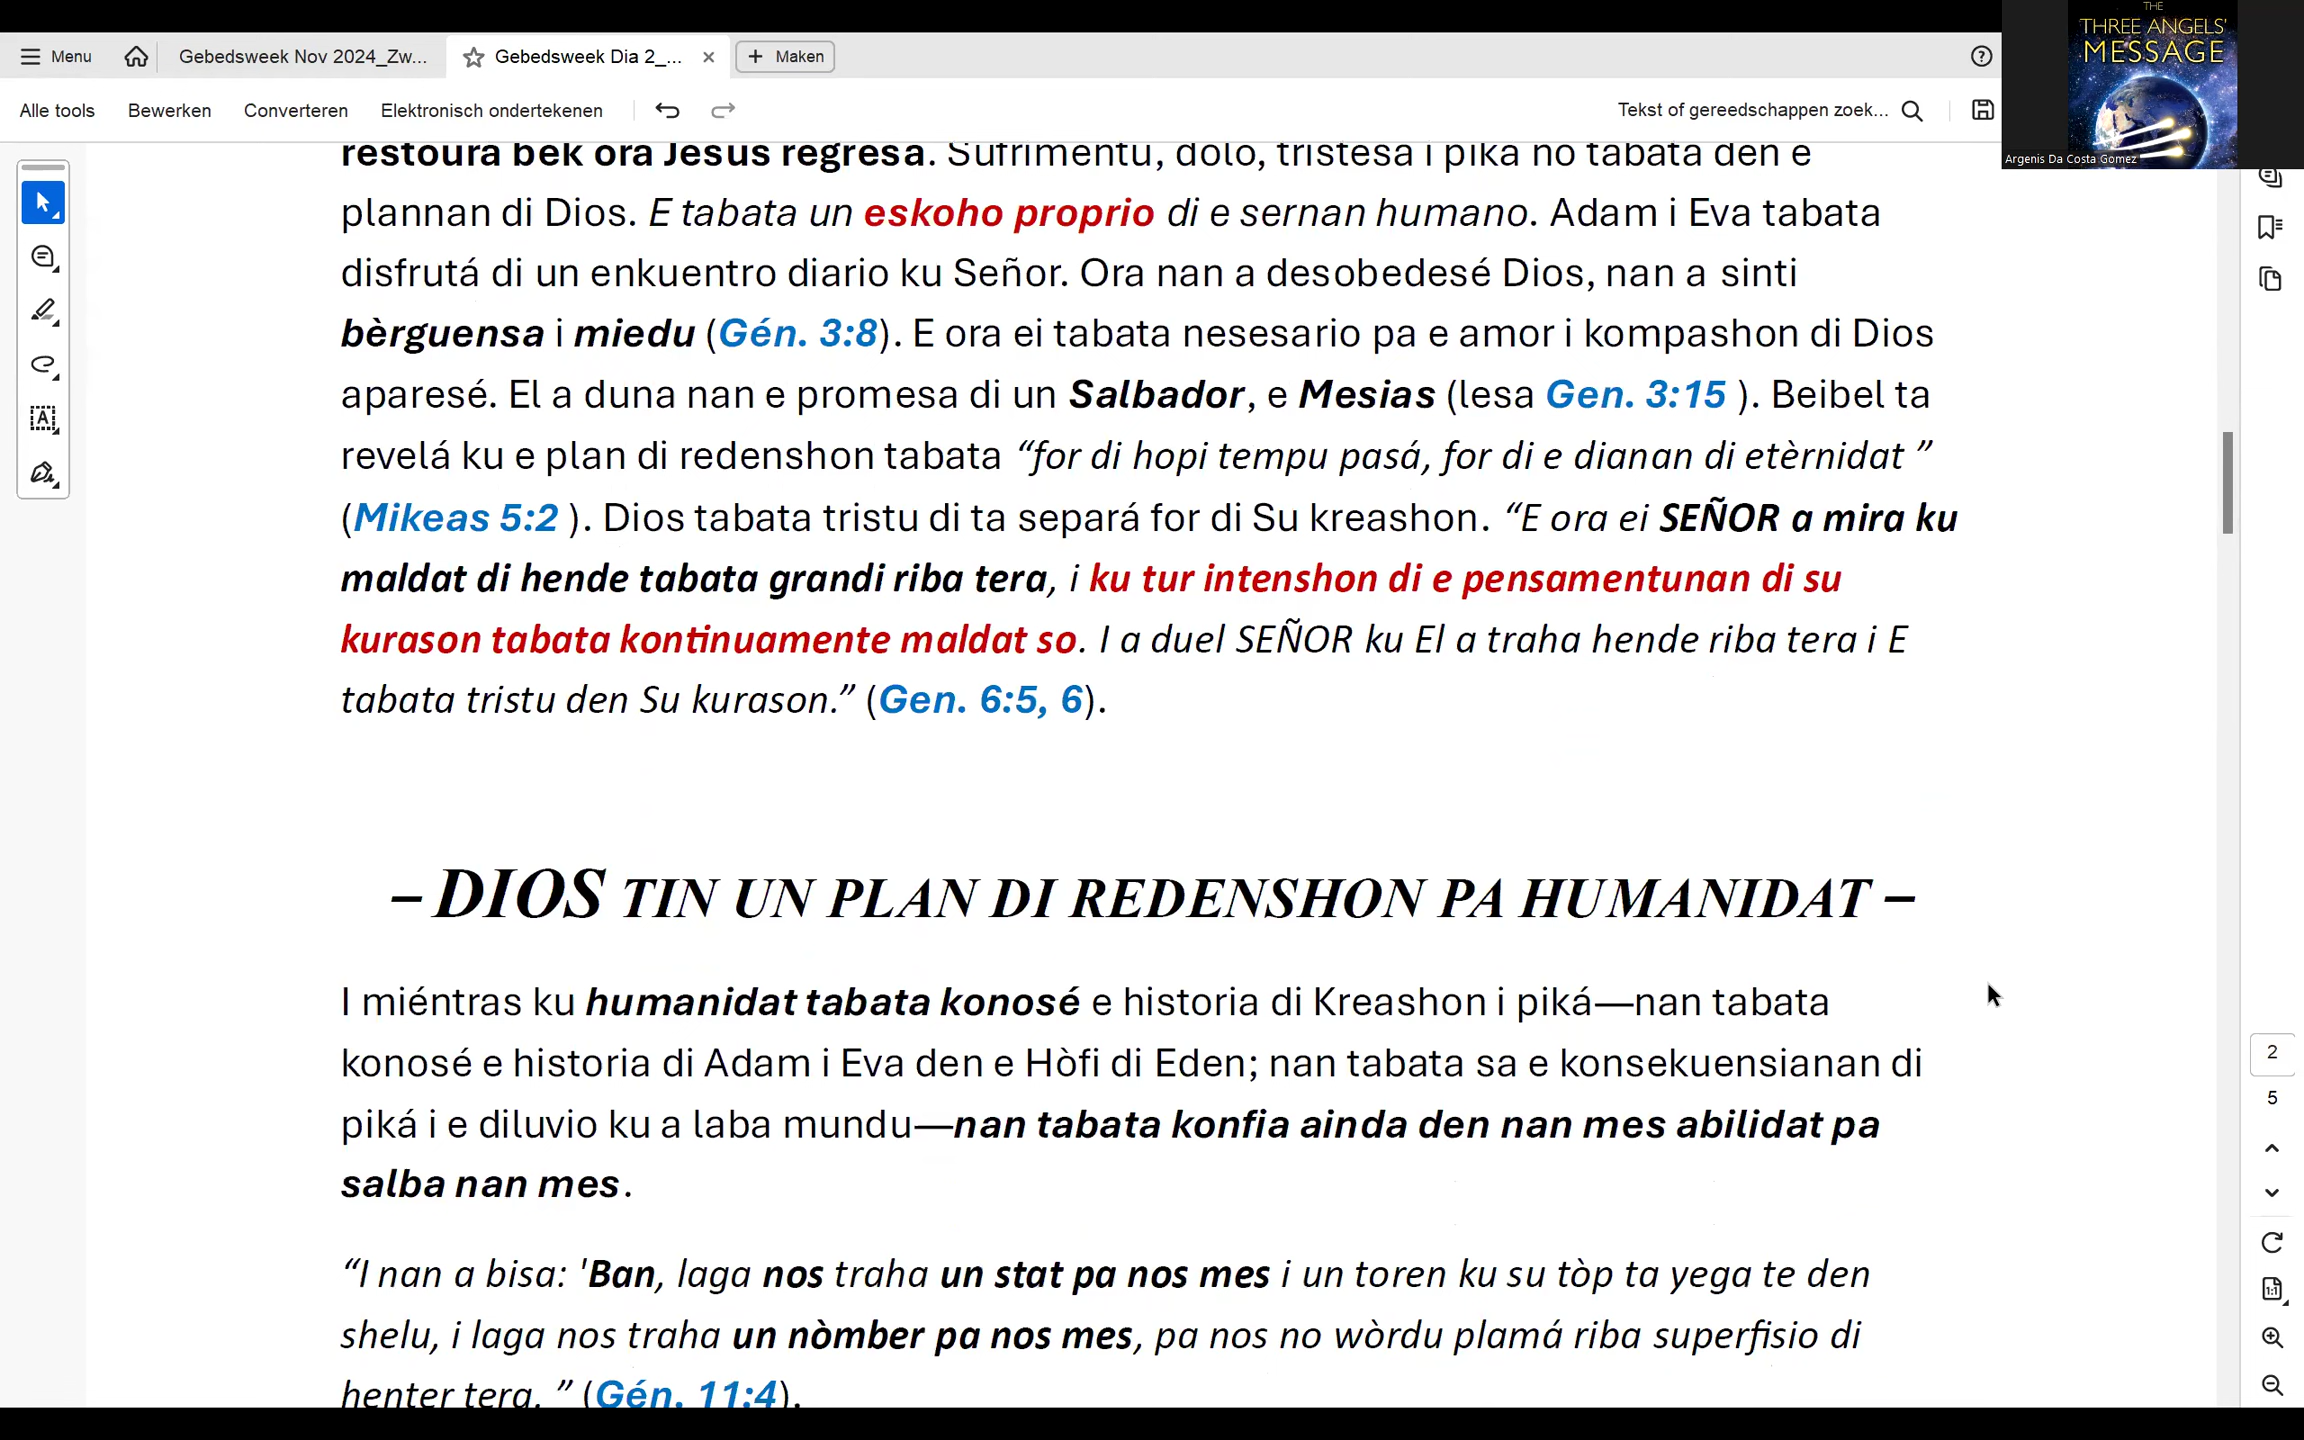 THE
THREE ANGELS'
MESSAGE
Argenis Da Costa Gomez
Menu
Gebedsweek Nov 2024_Zw...
Gebedsweek Dia 2_...
Maken
Alle tools
Bewerken
Converteren
Elektronisch ondertekenen
Tekst of gereedschappen zoek...
restourá bèk ora Jesus regresá. Sufrimentu, doló, tristesa i piká no tabata den e
plannan di Dios. E tabata un eskoho proprio di e sernan humano. Adam i Eva tabata
disfrutá di un enkuentro diario ku Señor. Ora nan a desobedesé Dios, nan a sinti
bèrguensa i miedu (Gén. 3:8). E ora ei tabata nesesario pa e amor i kompashon di Dios
aparesé. El a duna nan e promesa di un Salbador, e Mesias (lesa Gen. 3:15 ). Beibel ta
revelá ku e plan di redenshon tabata “for di hopi tempu pasá, for di e dianan di etèrnidat ”
(Mikeas 5:2 ). Dios tabata tristu di ta separá for di Su kreashon. “E ora ei SEÑOR a mira ku
maldat di hende tabata grandi riba tera, i ku tur intenshon di e pensamentunan di su
kurason tabata kontinuamente maldat so. I a duel SEÑOR ku El a traha hende riba tera i E
tabata tristu den Su kurason.” (Gen. 6:5, 6).
– DIOS TIN UN PLAN DI REDENSHON PA HUMANIDAT –
I miéntras ku humanidat tabata konosé e historia di Kreashon i piká—nan tabata
konosé e historia di Adam i Eva den e Hòfi di Eden; nan tabata sa e konsekuensianan di
piká i e diluvio ku a laba mundu—nan tabata konfia ainda den nan mes abilidat pa
salba nan mes.
“I nan a bisa: 'Ban, laga nos traha un stat pa nos mes i un toren ku su tòp ta yega te den
shelu, i laga nos traha un nòmber pa nos mes, pa nos no wòrdu plamá riba superfisio di
henter tera. ” (Gén. 11:4).
2
5